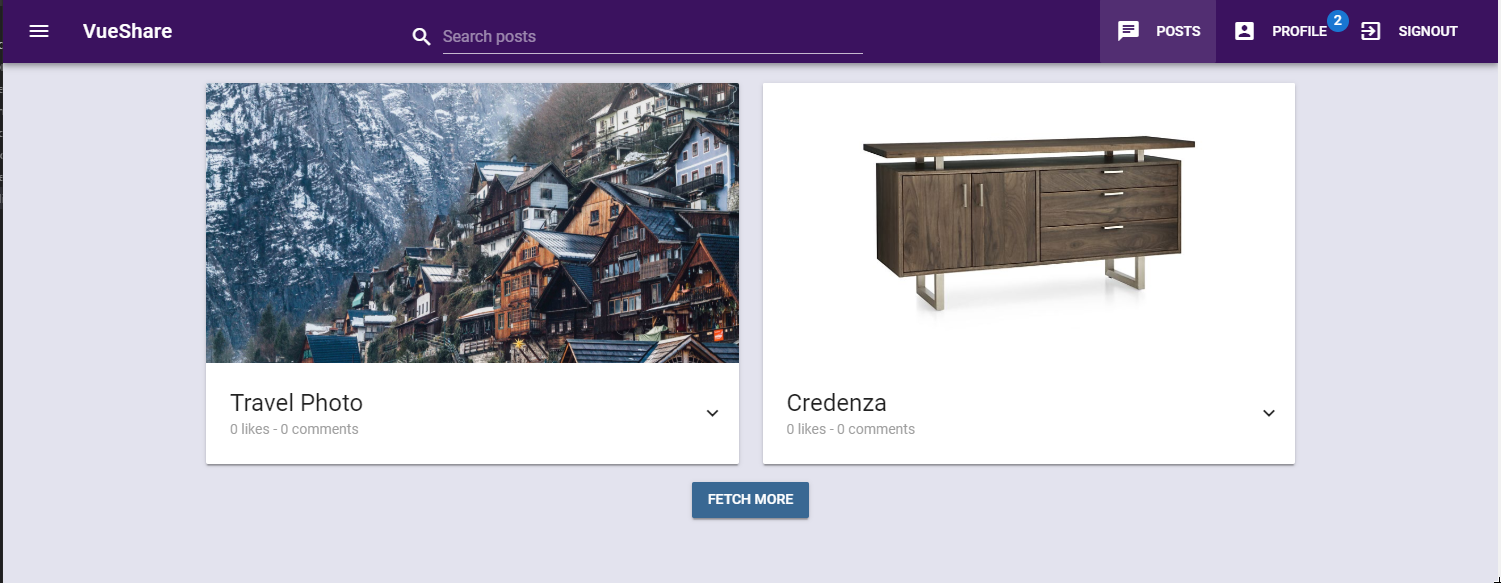 VueShare
Search posts
POSTS
PROFILE
2
SIGNOUT
Travel Photo
0 likes - 0 comments
Credenza
0 likes - 0 comments
FETCH MORE